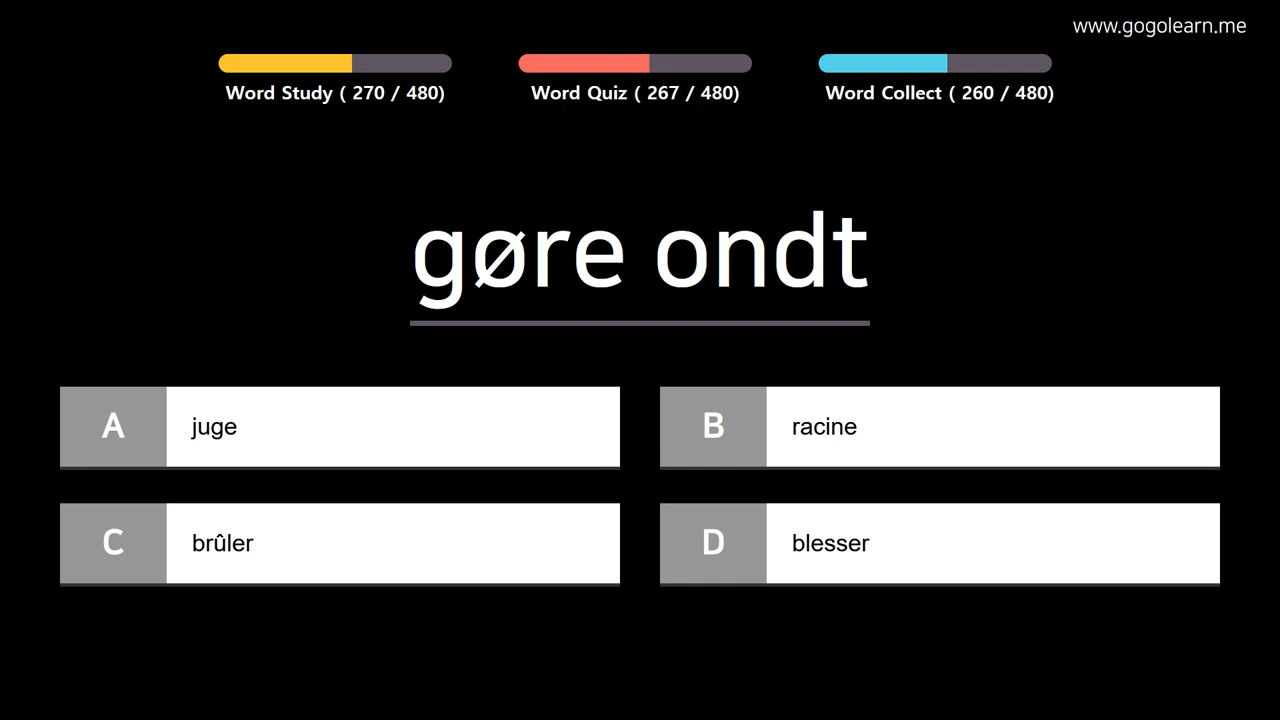 www.gogolearn.me
Word Study ( 270 / 480)
Word Quiz ( 267 / 480)
Word Collect ( 260 / 480)
gøre ondt
A juge
B racine
C brûler
D blesser